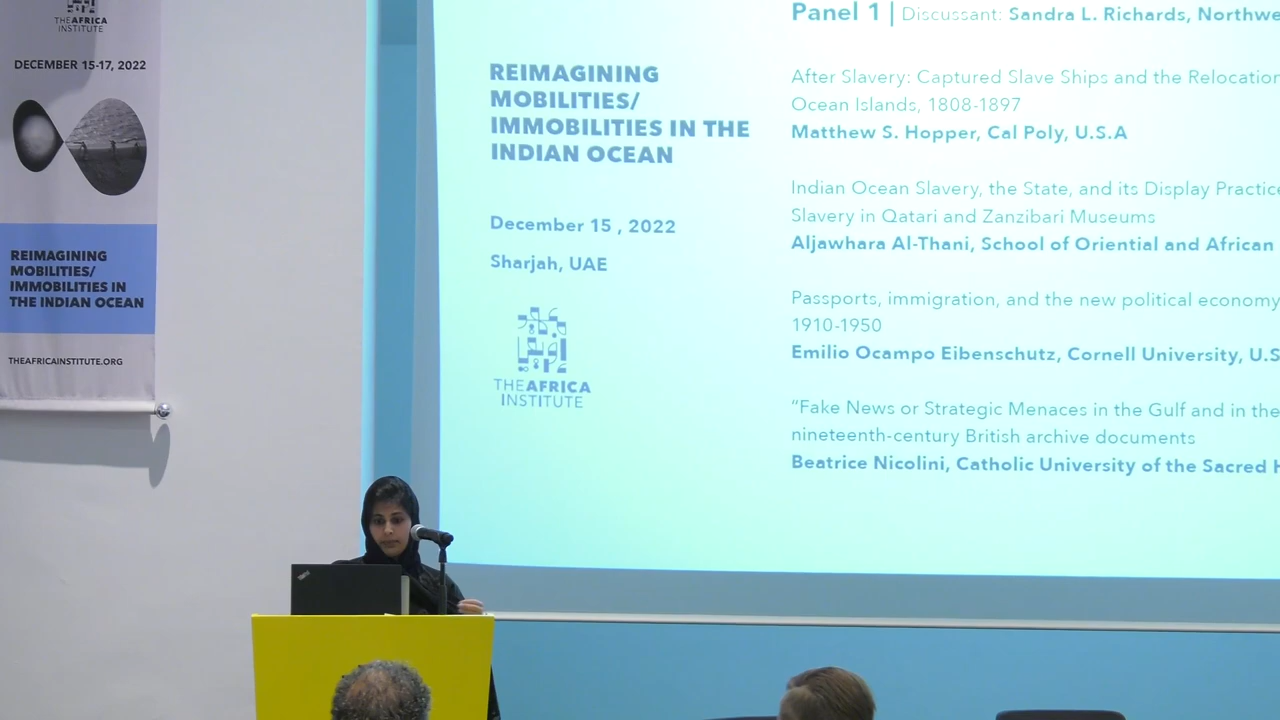 THEAFRICA
INSTITUTE
DECEMBER 15-17, 2022
REIMAGINING
MOBILITIES/
IMMOBILITIES IN
THE INDIAN OCEAN
THEAFRICAINSTITUTE.ORG
REIMAGINING
MOBILITIES/
IMMOBILITIES IN THE
INDIAN OCEAN
December 15 , 2022
Sharjah, UAE
THEAFRICA
INSTITUTE
Panel 1 | Discussant: Sandra L. Richards, Northwe
After Slavery: Captured Slave Ships and the Relocation
Ocean Islands, 1808-1897
Matthew S. Hopper, Cal Poly, U.S.A
Indian Ocean Slavery, the State, and its Display Practice
Slavery in Qatari and Zanzibari Museums
Aljawhara Al-Thani, School of Oriential and African
Passports, immigration, and the new political economy
1910-1950
Emilio Ocampo Eibenschutz, Cornell University, U.S
“Fake News or Strategic Menaces in the Gulf and in the
nineteenth-century British archive documents
Beatrice Nicolini, Catholic University of the Sacred H